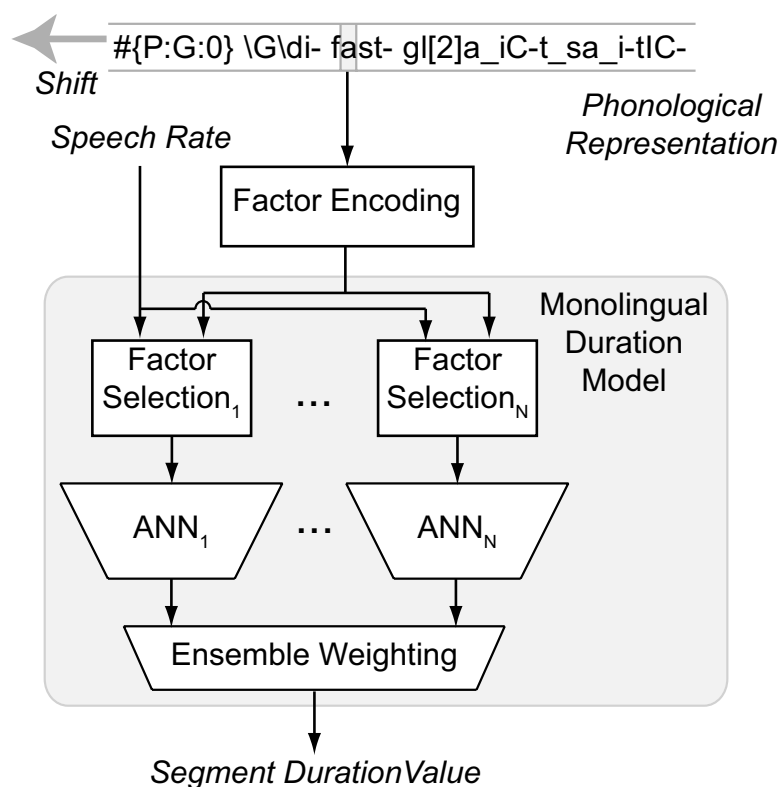 #{P:G:0} \G\di- fast- gl[2]a_iC-t_sa_i-tIC-
Shift
Phonological
Representation
Speech Rate
Factor Encoding
Monolingual
Duration
Model
Factor
Selection1
...
Factor
SelectionN
ANN1
...
ANNN
Ensemble Weighting
Segment DurationValue